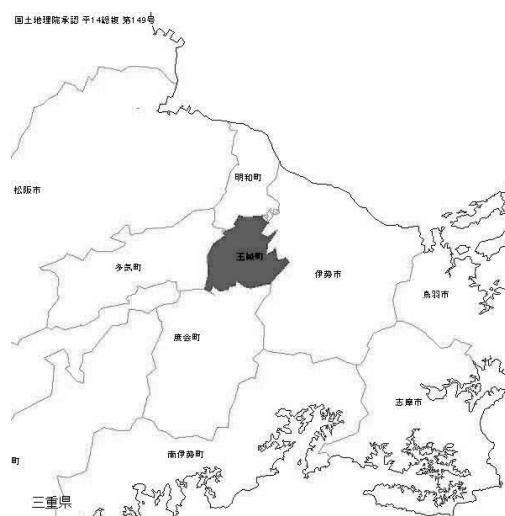 国土地理院承認 平14総複 第149号
明和町
松阪市
玉城町
多気町
伊勢市
鳥羽市
度会町
志摩市
南伊勢町
町
三重県